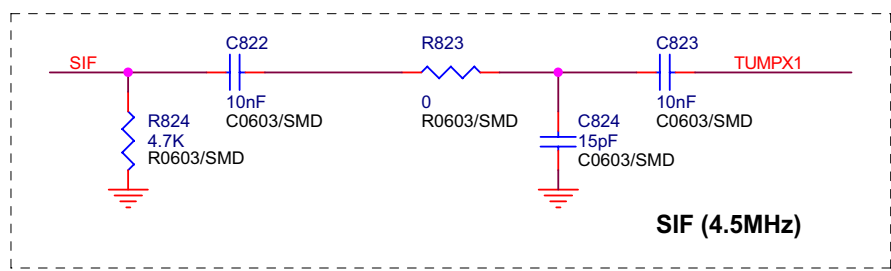 C822
R823
C823
SIF
TUMPX1
10nF
C0603/SMD
0
R0603/SMD
10nF
C0603/SMD
R824
4.7K
R0603/SMD
C824
15pF
C0603/SMD
SIF (4.5MHz)